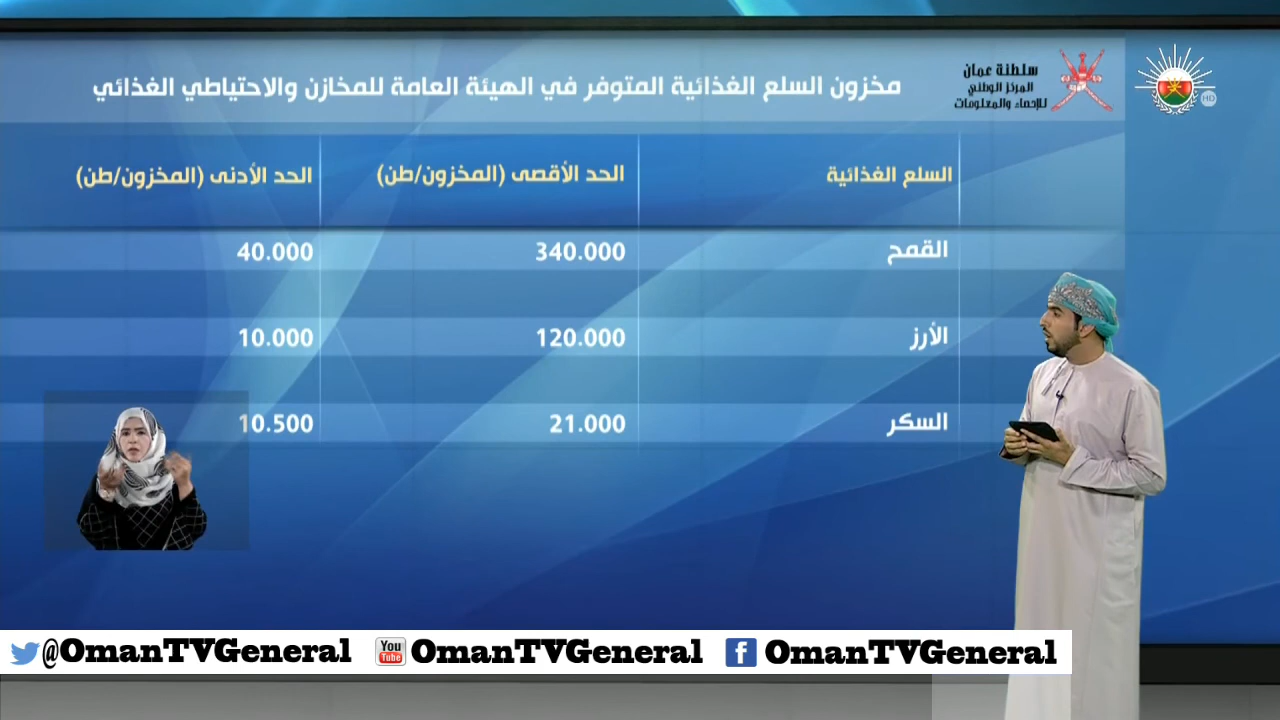 سلطنة عمان
المركز الوطني
للإحصاء والمعلومات
HD
مخزون السلع الغذائية المتوفر في الهيئة العامة للمخازن والاحتياطي الغذائي
السلع الغذائية الحد الأقصى (المخزون/طن) الحد الأدنى (المخزون/طن)
القمح 340.000 40.000
الأرز 120.000 10.000
السكر 21.000 10.500
@OmanTVGeneral You Tube OmanTVGeneral f OmanTVGeneral